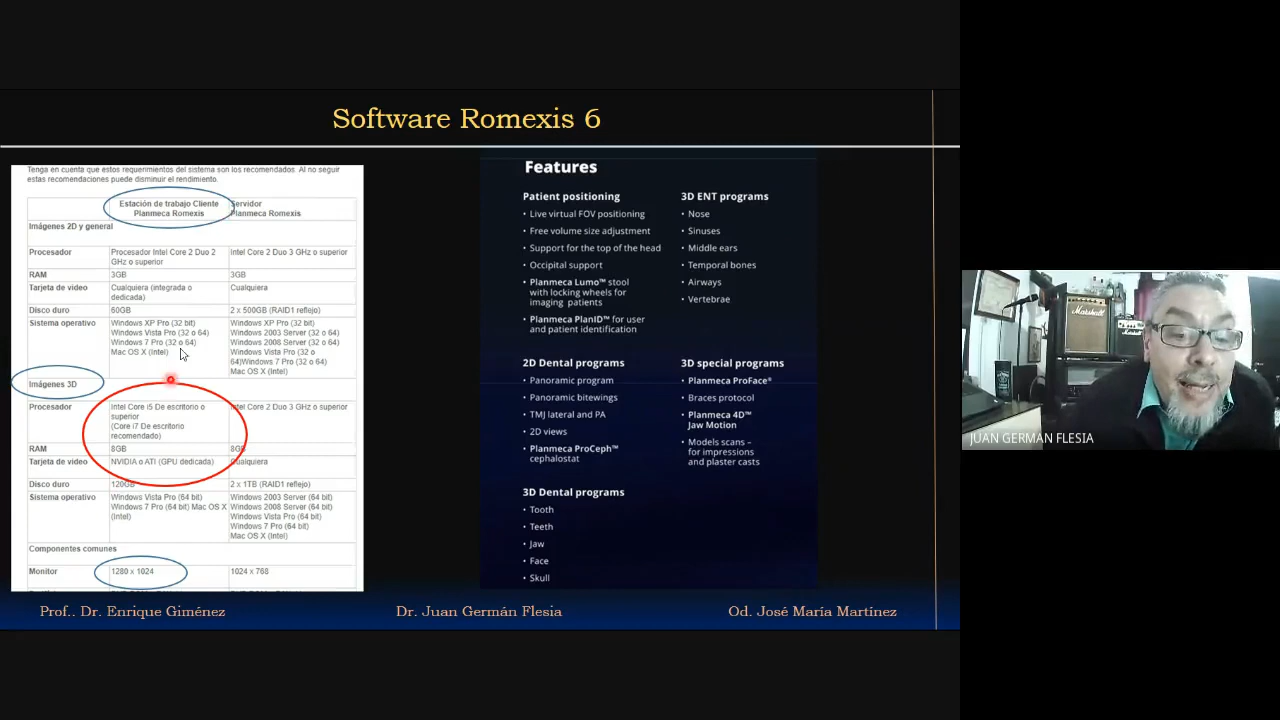 Software Romexis 6
Tenga en cuenta que estos requerimientos del sistema son los recomendados. Al no seguir
estas recomendaciones puede disminuir el rendimiento.
Estación de trabajo Cliente
Planmeca Romexis
Servidor
Planmeca Romexis
Imágenes 2D y general
Procesador
Procesador Intel Core 2 Duo 2
GHz o superior
Intel Core 2 Duo 3 GHz o superior
RAM
3GB
3GB
Tarjeta de video
Cualquiera (integrada o
dedicada)
Cualquiera
Disco duro
60GB
2 x 500GB (RAID1 reflejo)
Sistema operativo
Windows XP Pro (32 bit)
Windows Vista Pro (32 o 64)
Windows 7 Pro (32 o 64)
Mac OS X (Intel)
Windows XP Pro (32 bit)
Windows 2003 Server (32 o 64)
Windows 2008 Server (32 o 64)
Windows Vista Pro (32 o
64)Windows 7 Pro (32 o 64)
Mac OS X (Intel)
Imágenes 3D
Procesador
Intel Core i5 De escritorio o
superior
(Core i7 De escritorio
recomendado)
Intel Core 2 Duo 3 GHz o superior
RAM
8GB
8GB
Tarjeta de video
NVIDIA o ATI (GPU dedicada)
Cualquiera
Disco duro
120GB
2 x 1TB (RAID1 reflejo)
Sistema operativo
Windows Vista Pro (64 bit)
Windows 7 Pro (64 bit) Mac OS X
(Intel)
Windows 2003 Server (64 bit)
Windows 2008 Server (64 bit)
Windows Vista Pro (64 bit)
Windows 7 Pro (64 bit)
Mac OS X (Intel)
Componentes comunes
Monitor
1280 x 1024
1024 x 768
Features
Patient positioning
• Live virtual FOV positioning
• Free volume size adjustment
• Support for the top of the head
• Occipital support
• Planmeca Lumo™ stool
with locking wheels for
imaging patients
• Planmeca PlanID™ for user
and patient identification
2D Dental programs
• Panoramic program
• Panoramic bitewings
• TMJ lateral and PA
• 2D views
• Planmeca ProCeph™
cephalostat
3D Dental programs
• Tooth
• Teeth
• Jaw
• Face
• Skull
3D ENT programs
• Nose
• Sinuses
• Middle ears
• Temporal bones
• Airways
• Vertebrae
3D special programs
• Planmeca ProFace®
• Braces protocol
• Planmeca 4D™
Jaw Motion
• Models scans –
for impressions
and plaster casts
Prof.. Dr. Enrique Giménez
Dr. Juan Germán Flesia
Od. José María Martínez
Marshall
JUAN GERMAN FLESIA